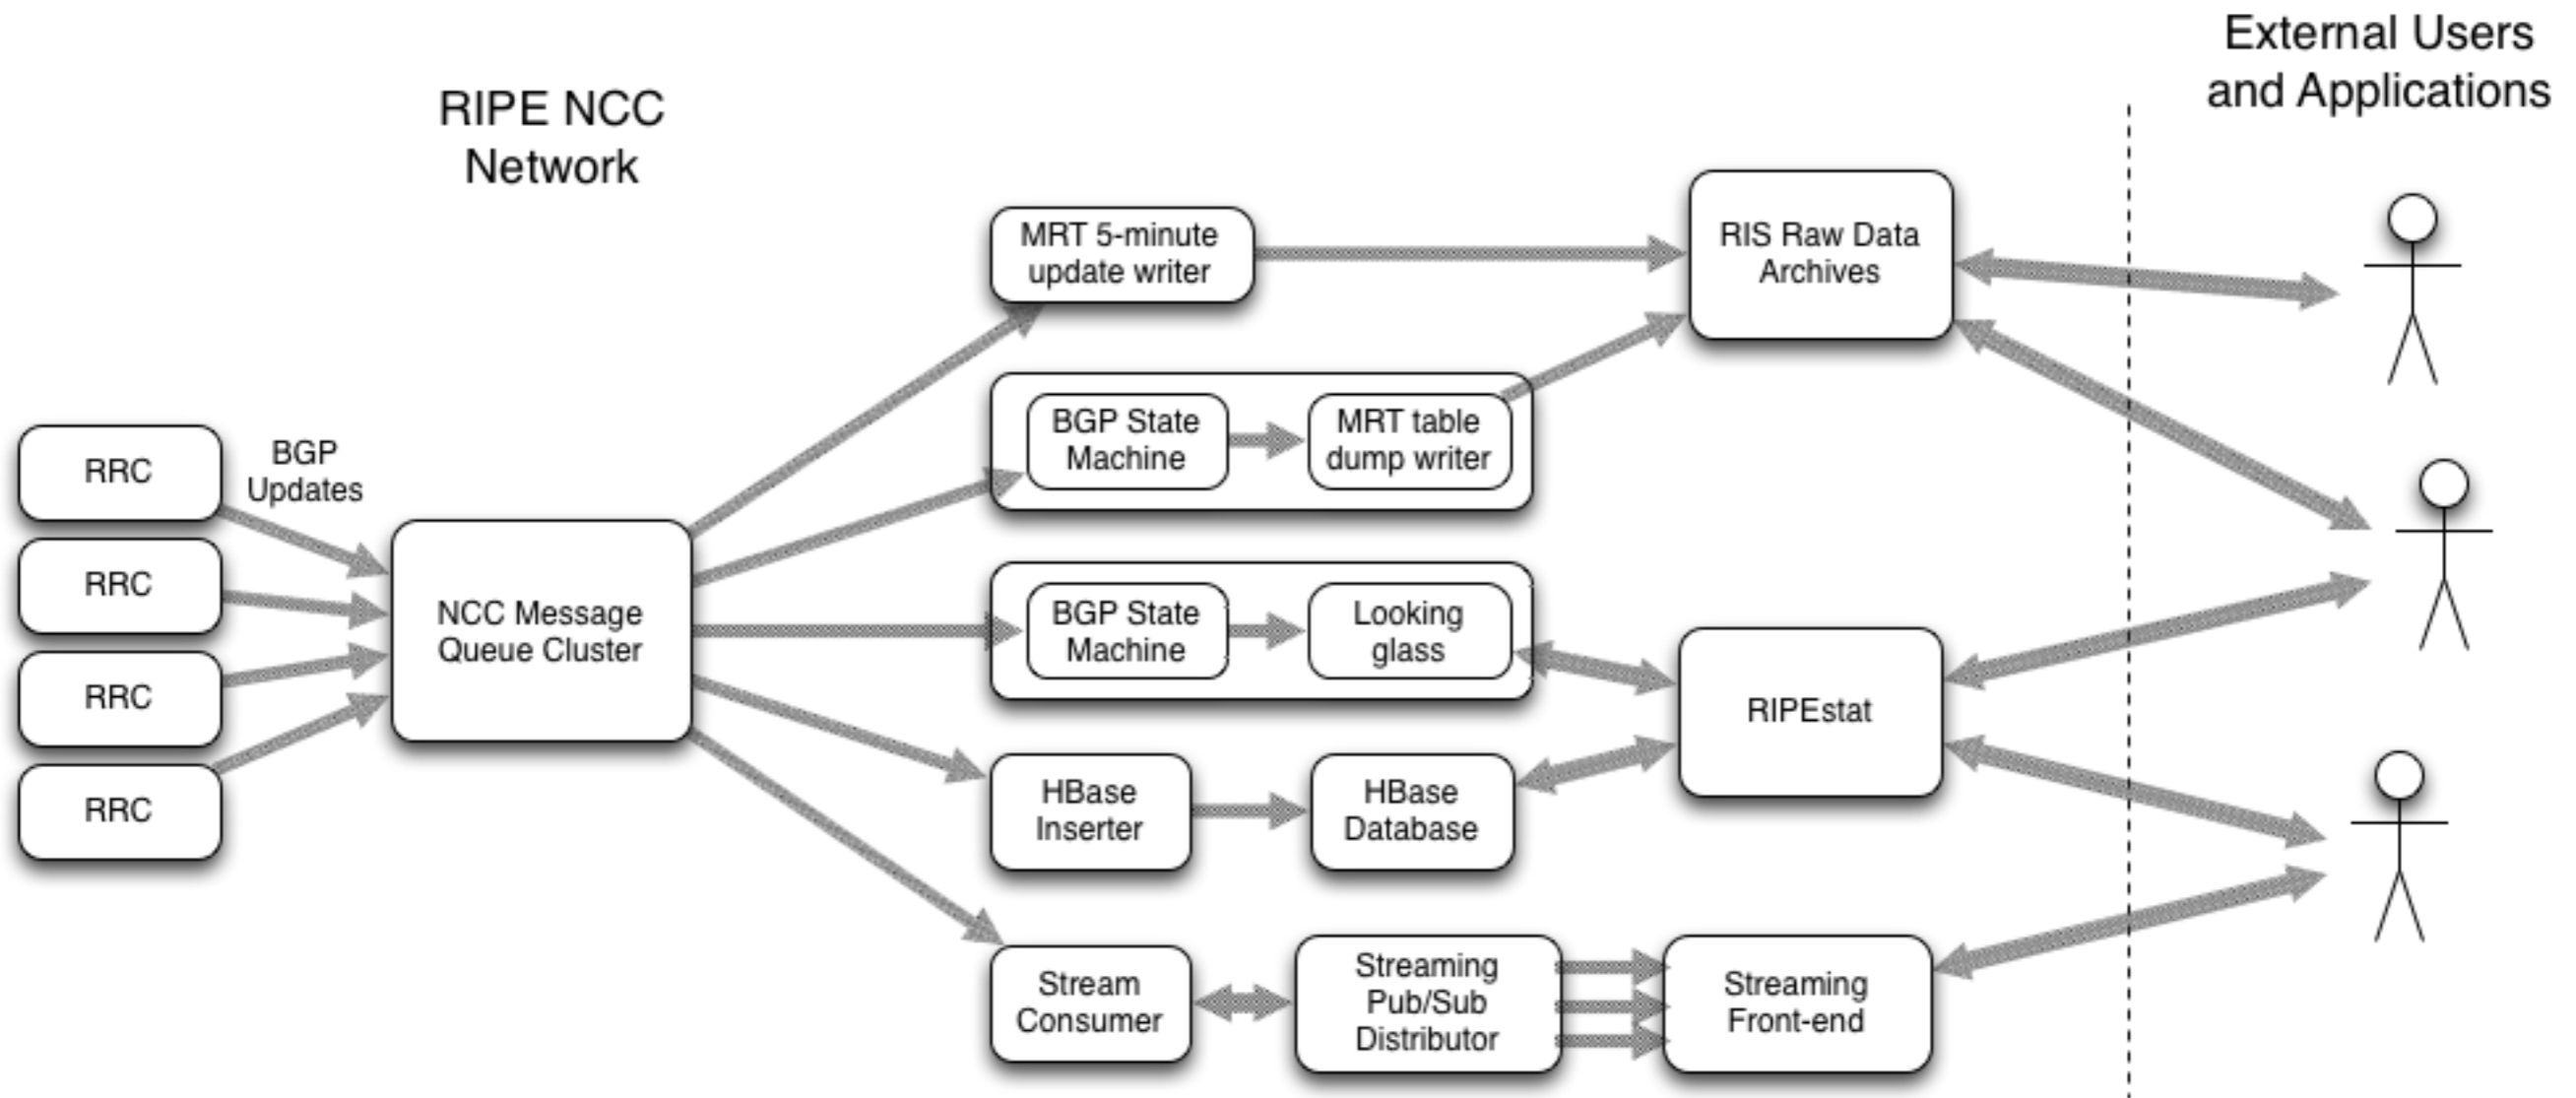 RIPE NCC
Network
External Users
and Applications
MRT 5-minute
update writer
RIS Raw Data
Archives
BGP State
Machine
MRT table
dump writer
RRC
BGP
Updates
RRC
RRC
RRC
NCC Message
Queue Cluster
BGP State
Machine
Looking
glass
RIPEstat
HBase
Inserter
HBase
Database
Stream
Consumer
Streaming
Pub/Sub
Distributor
Streaming
Front-end